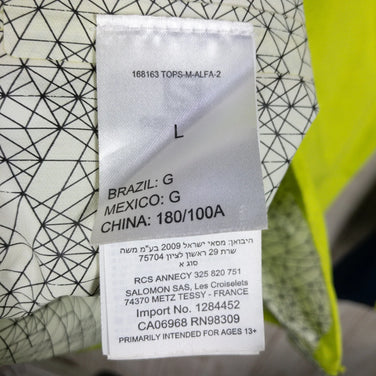 168163 TOPS-M-ALFA-2
L
BRAZIL: G
MEXICO: G
CHINA: 180/100A
היבואן: מסאי ישראל 2009 בע"מ משה
שרת 29 ראשון לציון 75704
סוג א
RCS ANNECY 325 820 751
SALOMON SAS, Les Croiselets
74370 METZ TESSY - FRANCE
Import No. 1284452
CA06968 RN98309
PRIMARILY INTENDED FOR AGES 13+